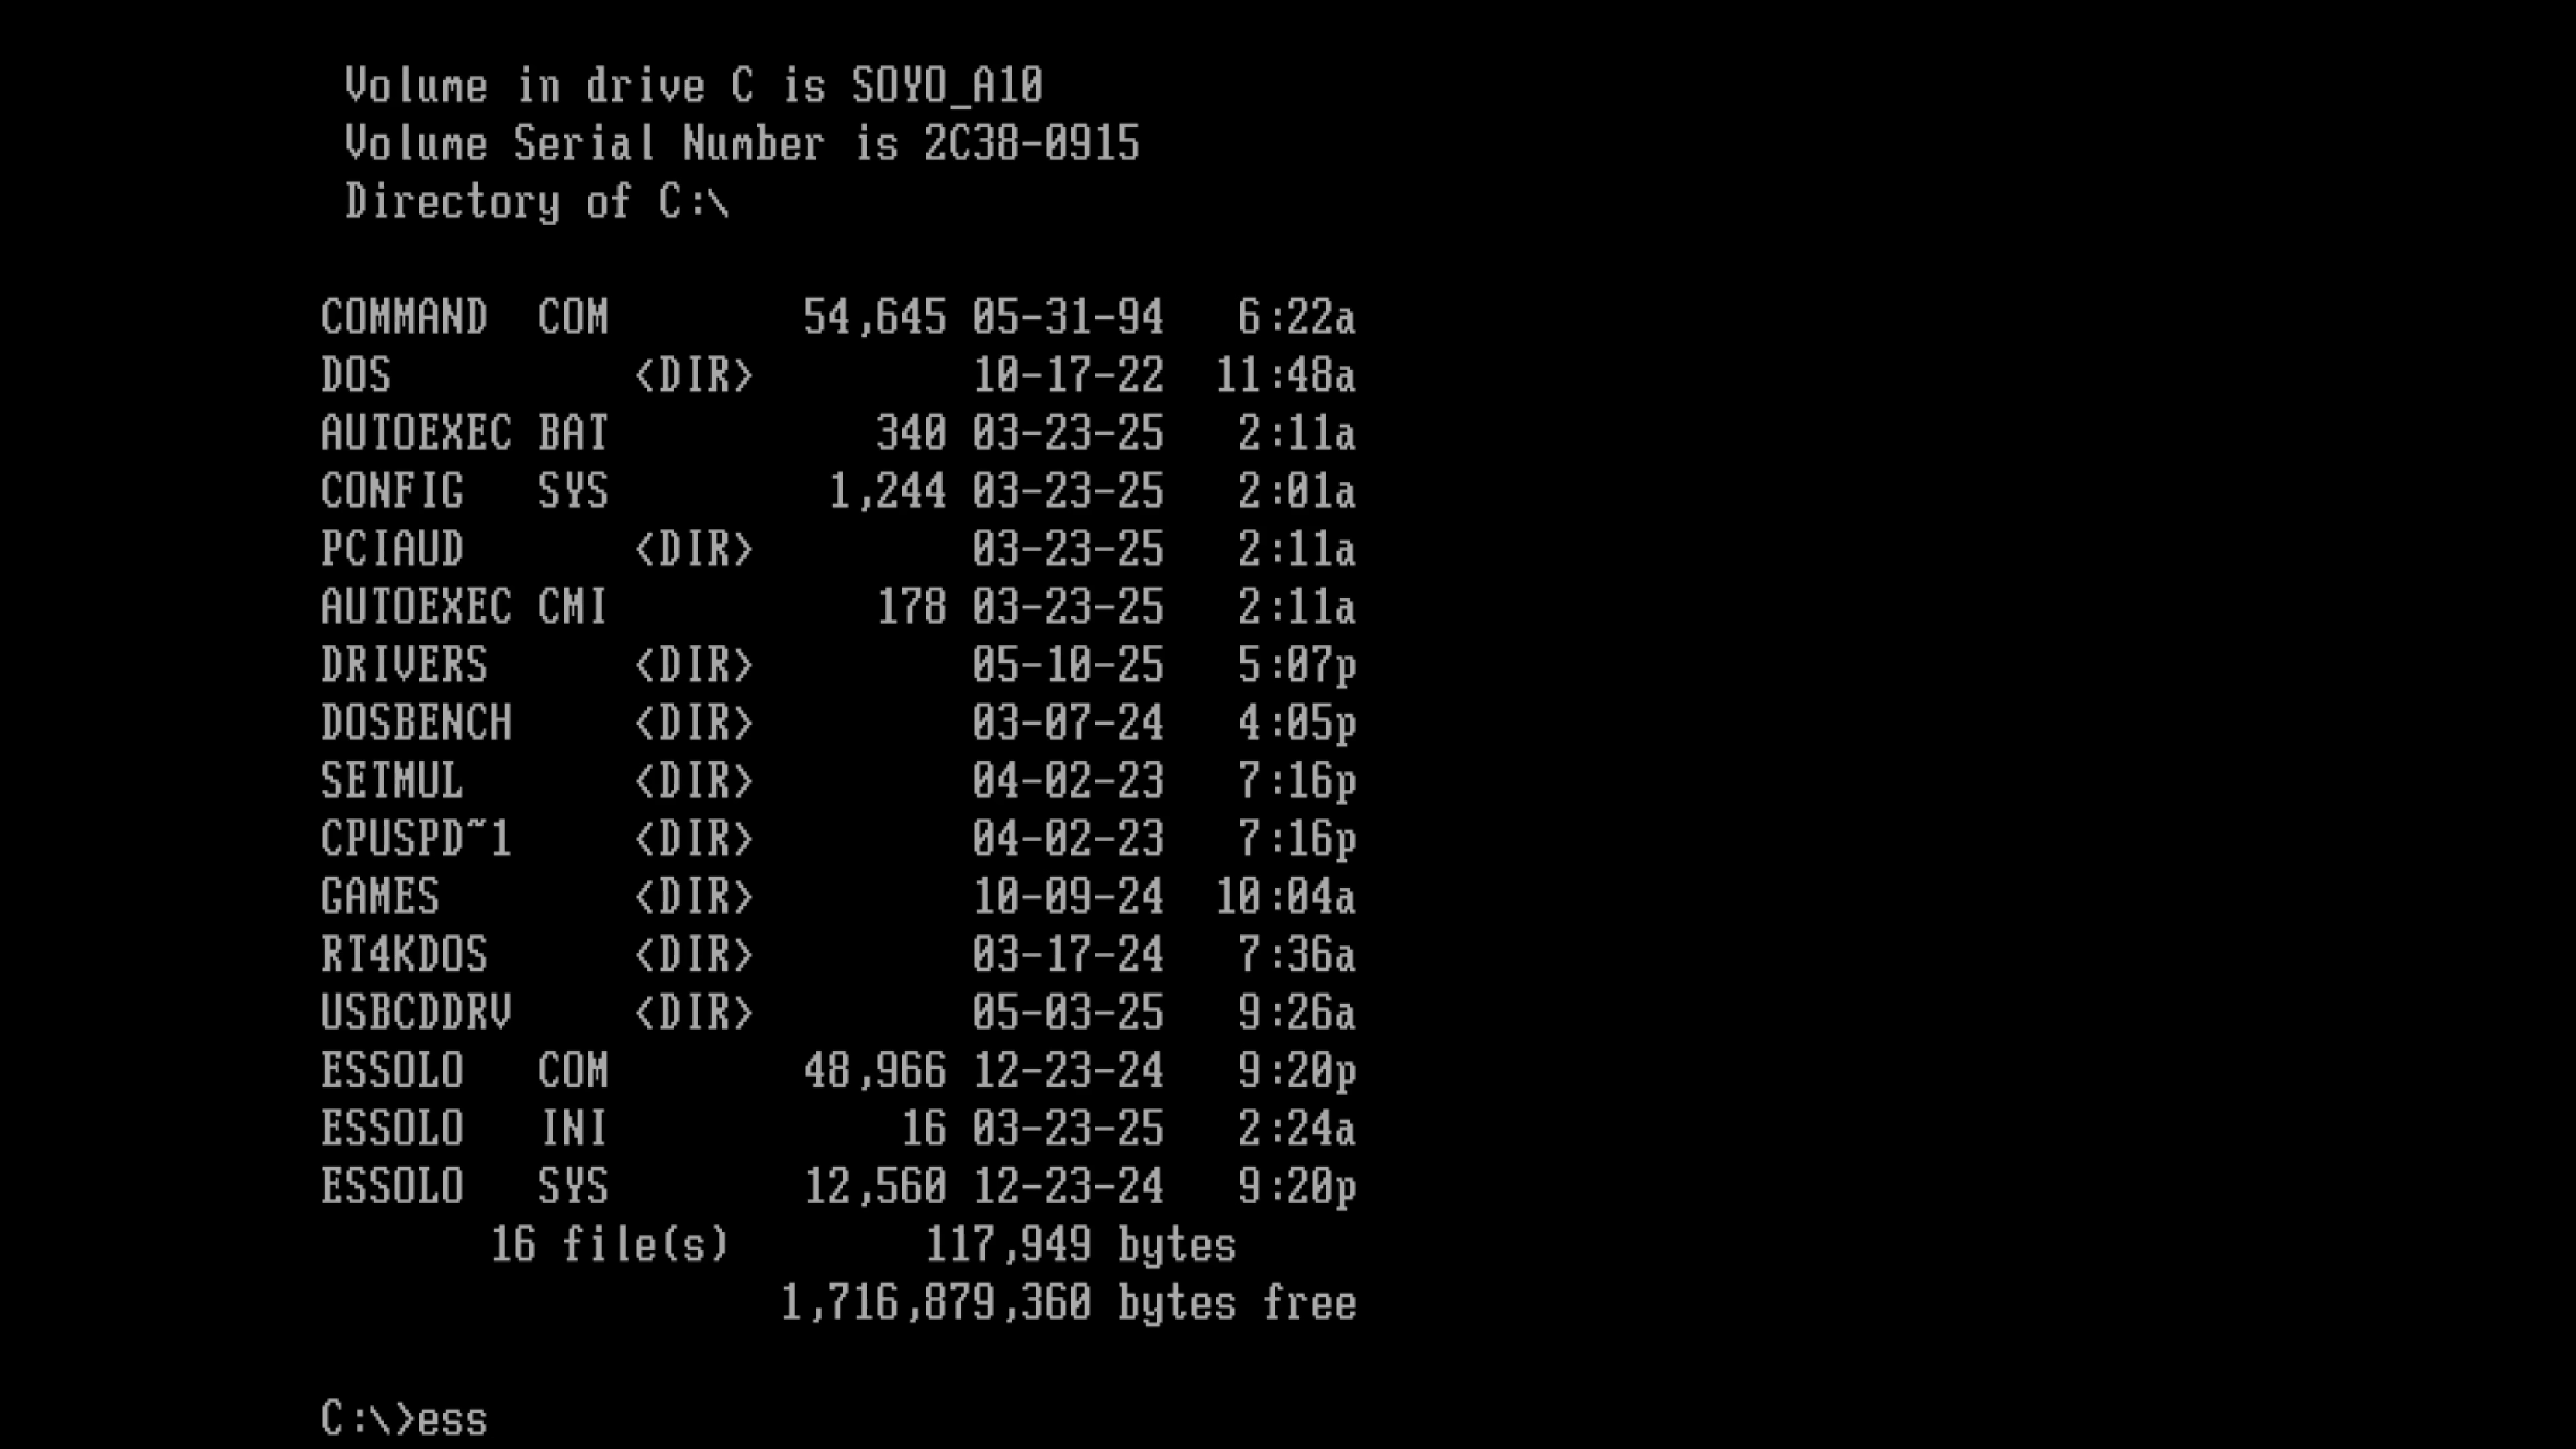 Volume in drive C is SOYO_A10
Volume Serial Number is 2C38-0915
Directory of C:\
COMMAND  COM        54,645 05-31-94   6:22a
DOS          <DIR>         10-17-22  11:48a
AUTOEXEC BAT           340 03-23-25   2:11a
CONFIG   SYS         1,244 03-23-25   2:01a
PCIAUD       <DIR>         03-23-25   2:11a
AUTOEXEC CMI           178 03-23-25   2:11a
DRIVERS      <DIR>         05-10-25   5:07p
DOSBENCH     <DIR>         03-07-24   4:05p
SETMUL       <DIR>         04-02-23   7:16p
CPUSPD~1     <DIR>         04-02-23   7:16p
GAMES        <DIR>         10-09-24  10:04a
RT4KDOS      <DIR>         03-17-24   7:36a
USBCDDRV     <DIR>         05-03-25   9:26a
ESSOLO   COM        48,966 12-23-24   9:20p
ESSOLO   INI            16 03-23-25   2:24a
ESSOLO   SYS        12,560 12-23-24   9:20p
16 file(s)        117,949 bytes
1,716,879,360 bytes free
C:\>ess